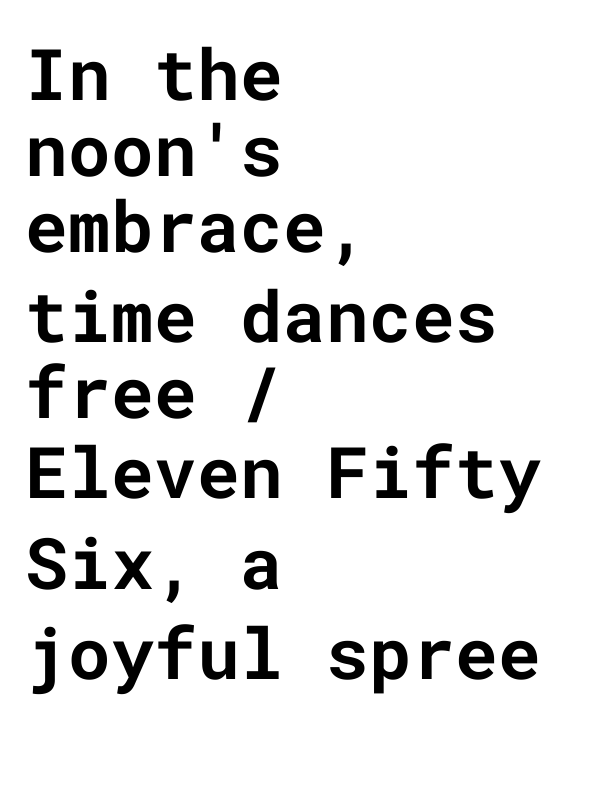 In the
noon's
embrace,
time dances
free /
Eleven Fifty
Six, a
joyful spree